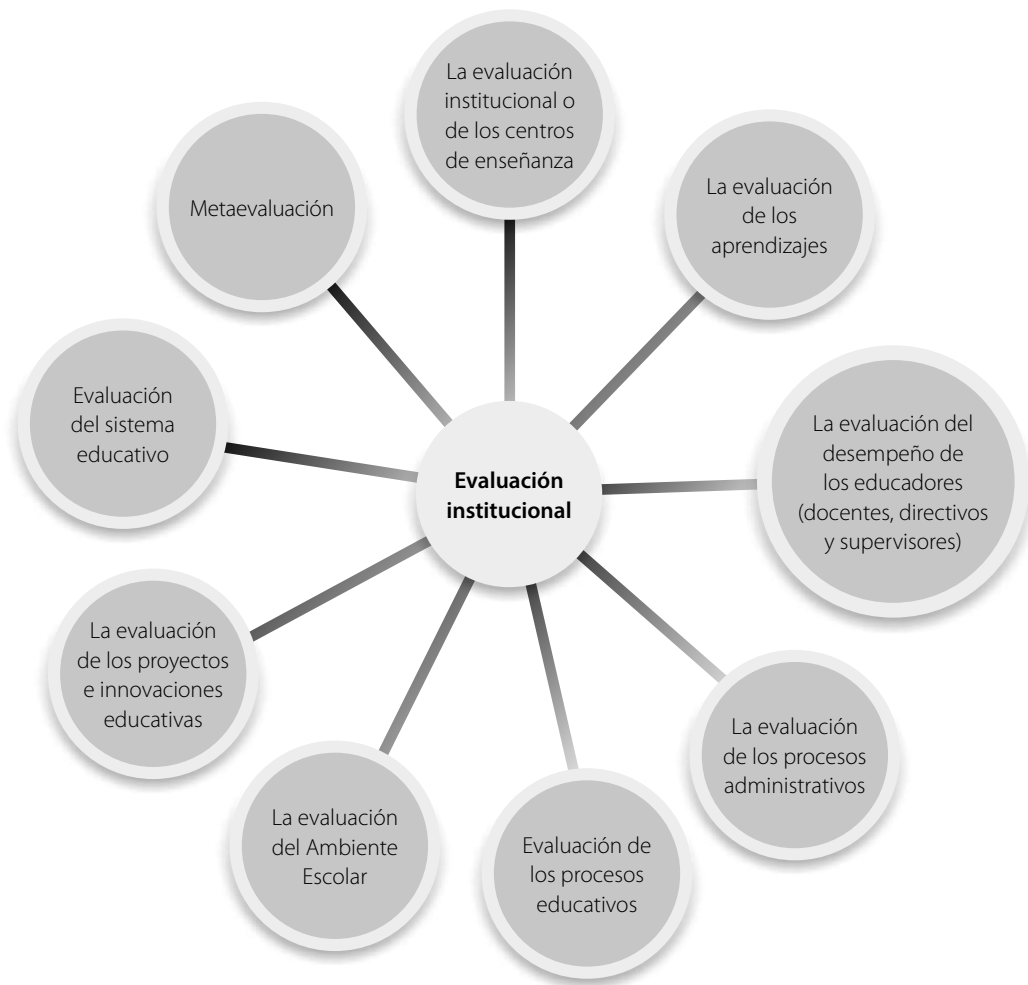 La evaluación
institucional o
de los centros
de enseñanza
La evaluación
de los
aprendizajes
La evaluación del
desempeño de
los educadores
(docentes, directivos
y supervisores)
La evaluación
de los procesos
administrativos
Evaluación de
los procesos
educativos
La evaluación
del Ambiente
Escolar
La evaluación
de los proyectos
e innovaciones
educativas
Evaluación
del sistema
educativo
Metaevaluación
Evaluación
institucional